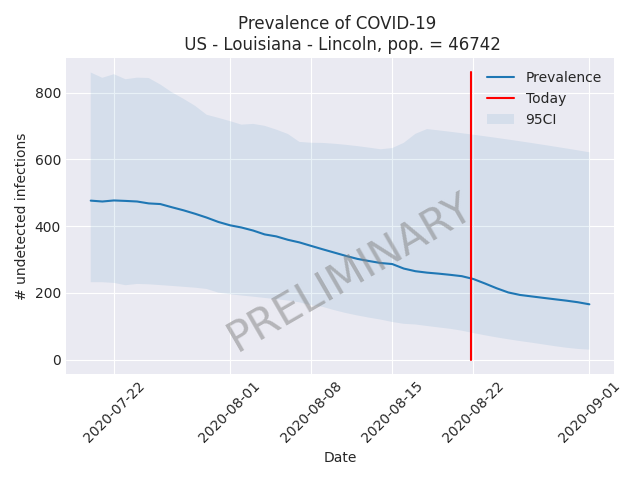 Prevalence of COVID-19
US - Louisiana - Lincoln, pop. = 46742
Prevalence
Today
95CI
# undetected infections
800
600
400
200
0
PRELIMINARY
2020-07-22
2020-08-01
2020-08-08
2020-08-15
2020-08-22
2020-09-01
Date